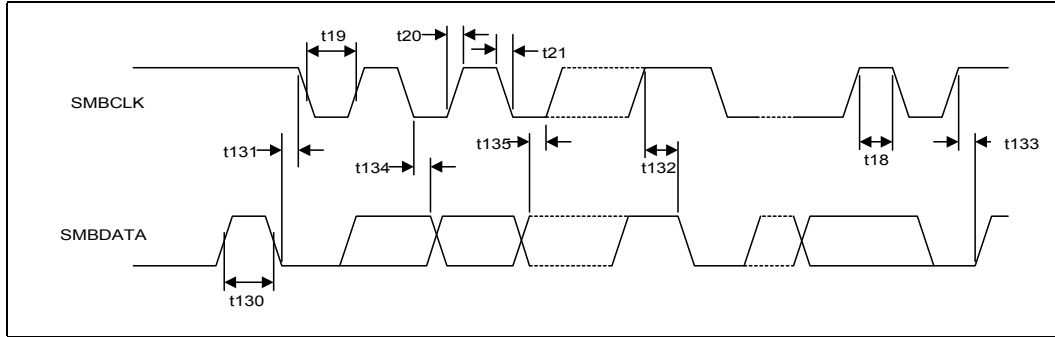 t19
t20
t21
SMBCLK
t131
t134
t135
t132
t18
t133
SMBDATA
t130